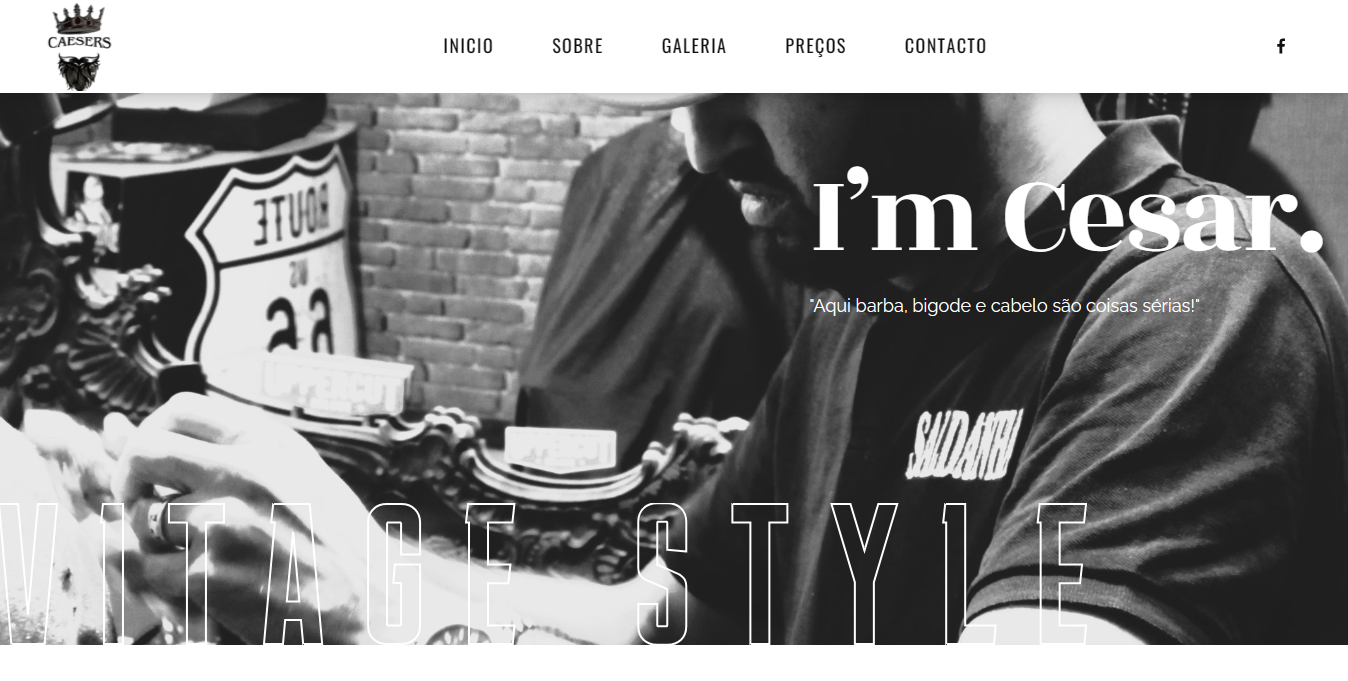 CAESERS
INICIO SOBRE GALERIA PREÇOS CONTACTO
I'm Cesar.
"Aqui barba, bigode e cabelo são coisas sérias!"
ROUTE
US
66
SALDANH
VITAGE STYLE